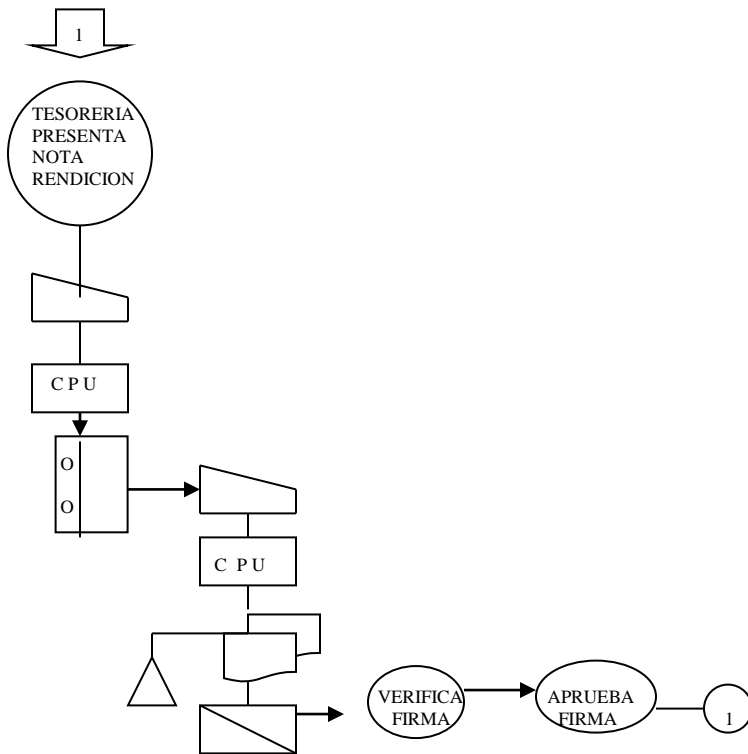 1
TESORERIA
PRESENTA
NOTA
RENDICION
C P U
O
O
C P U
VERIFICA
FIRMA
APRUEBA
FIRMA
1